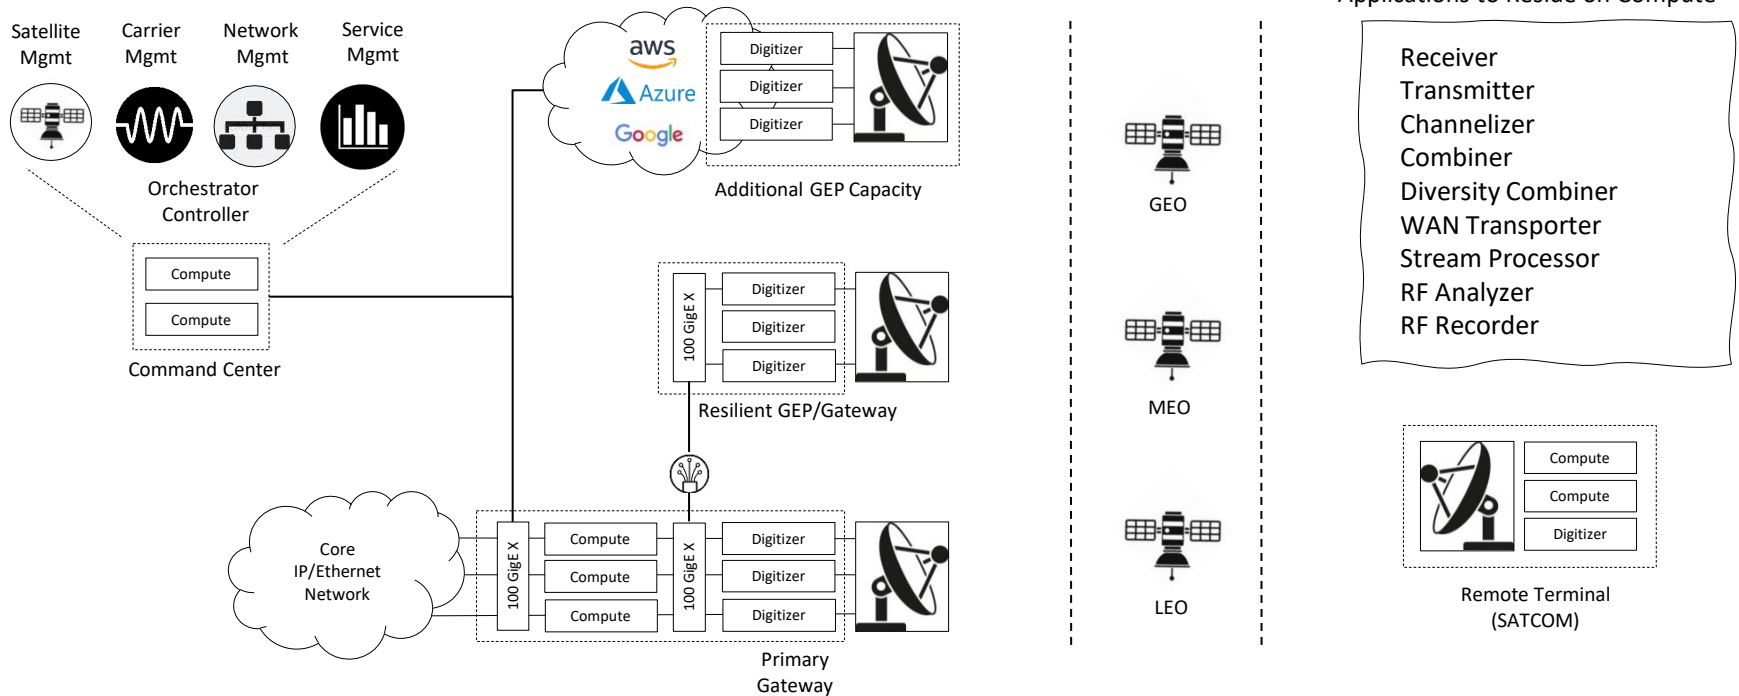 Applications to Reside on Compute
Satellite
Mgmt
Carrier
Mgmt
Network
Mgmt
Service
Mgmt
Orchestrator
Controller
Compute
Compute
Command Center
aws
Azure
Google
Digitizer
Digitizer
Digitizer
Additional GEP Capacity
100 GigE X
Digitizer
Digitizer
Digitizer
Resilient GEP/Gateway
Core
IP/Ethernet
Network
100 GigE X
Compute
Compute
Compute
100 GigE X
Digitizer
Digitizer
Digitizer
Primary
Gateway
GEO
MEO
LEO
Receiver
Transmitter
Channelizer
Combiner
Diversity Combiner
WAN Transporter
Stream Processor
RF Analyzer
RF Recorder
Compute
Compute
Digitizer
Remote Terminal
(SATCOM)